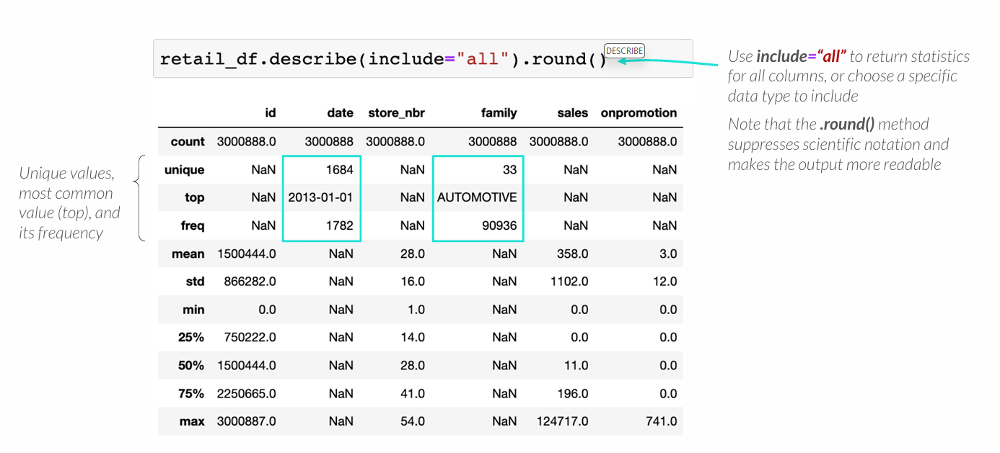 retail_df.describe(include="all").round()
DESCRIBE
Use include=“all” to return statistics
for all columns, or choose a specific
data type to include
Note that the .round() method
suppresses scientific notation and
makes the output more readable
id date store_nbr family sales onpromotion
count 3000888.0 3000888 3000888.0 3000888 3000888.0 3000888.0
unique NaN 1684 NaN 33 NaN NaN
top NaN 2013-01-01 NaN AUTOMOTIVE NaN NaN
freq NaN 1782 NaN 90936 NaN NaN
mean 1500444.0 NaN 28.0 NaN 358.0 3.0
std 866282.0 NaN 16.0 NaN 1102.0 12.0
min 0.0 NaN 1.0 NaN 0.0 0.0
25% 750222.0 NaN 14.0 NaN 0.0 0.0
50% 1500444.0 NaN 28.0 NaN 11.0 0.0
75% 2250665.0 NaN 41.0 NaN 196.0 0.0
max 3000887.0 NaN 54.0 NaN 124717.0 741.0
Unique values,
most common
value (top), and
its frequency